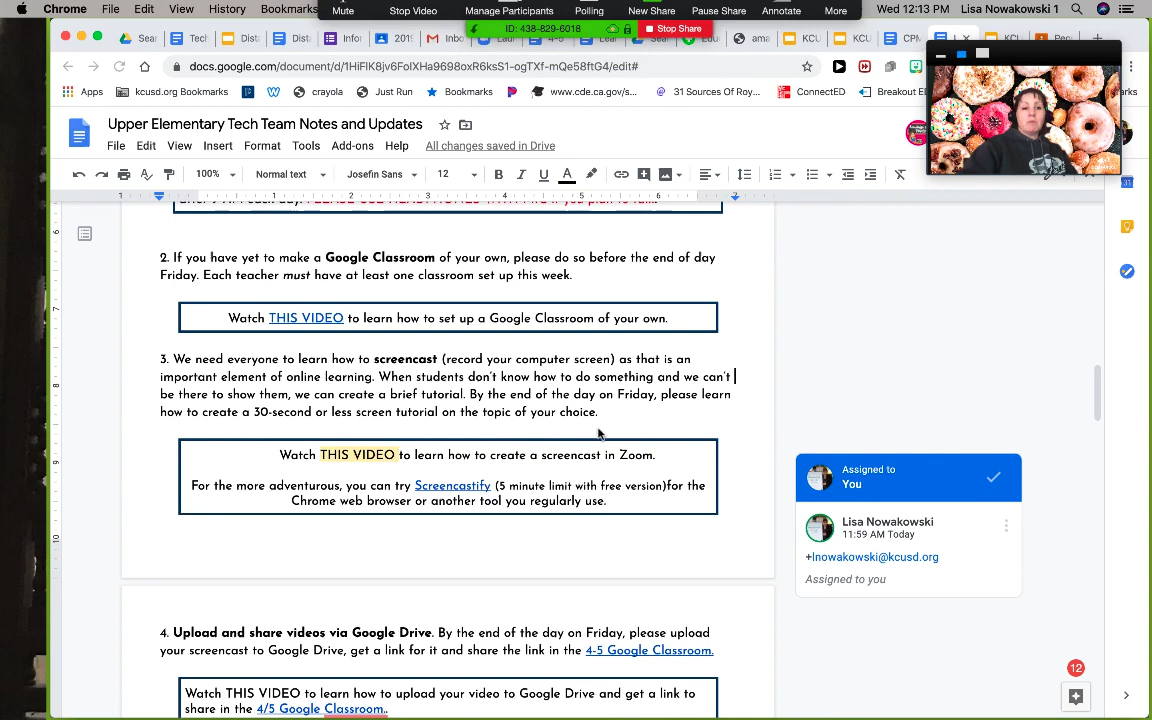 Chrome File Edit View History Bookmarks
Wed 12:13 PM Lisa Nowakowski 1
Mute Stop Video Manage Participants Polling New Share Pause Share Annotate More
ID: 438-829-6018 Stop Share
docs.google.com/document/d/1HiFlK8jv6FolXHa9698oxR6ksS1-ogTXf-mQe58ftG4/edit#
Apps kcusd.org Bookmarks crayola Just Run Bookmarks www.cde.ca.gov/s... 31 Sources Of Roy... ConnectED Breakout
Upper Elementary Tech Team Notes and Updates
File Edit View Insert Format Tools Add-ons Help All changes saved in Drive
100% Normal text Josefin Sans 12
2. If you have yet to make a Google Classroom of your own, please do so before the end of day
Friday. Each teacher must have at least one classroom set up this week.
Watch THIS VIDEO to learn how to set up a Google Classroom of your own.
3. We need everyone to learn how to screencast (record your computer screen) as that is an
important element of online learning. When students don't know how to do something and we can't
be there to show them, we can create a brief tutorial. By the end of the day on Friday, please learn
how to create a 30-second or less screen tutorial on the topic of your choice.
Watch THIS VIDEO to learn how to create a screencast in Zoom.
For the more adventurous, you can try Screencastify (5 minute limit with free version)for the
Chrome web browser or another tool you regularly use.
Assigned to
You
Lisa Nowakowski
11:59 AM Today
+lnowakowski@kcusd.org
Assigned to you
4. Upload and share videos via Google Drive. By the end of the day on Friday, please upload
your screencast to Google Drive, get a link for it and share the link in the 4-5 Google Classroom.
Watch THIS VIDEO to learn how to upload your video to Google Drive and get a link to
share in the 4/5 Google Classroom..
12